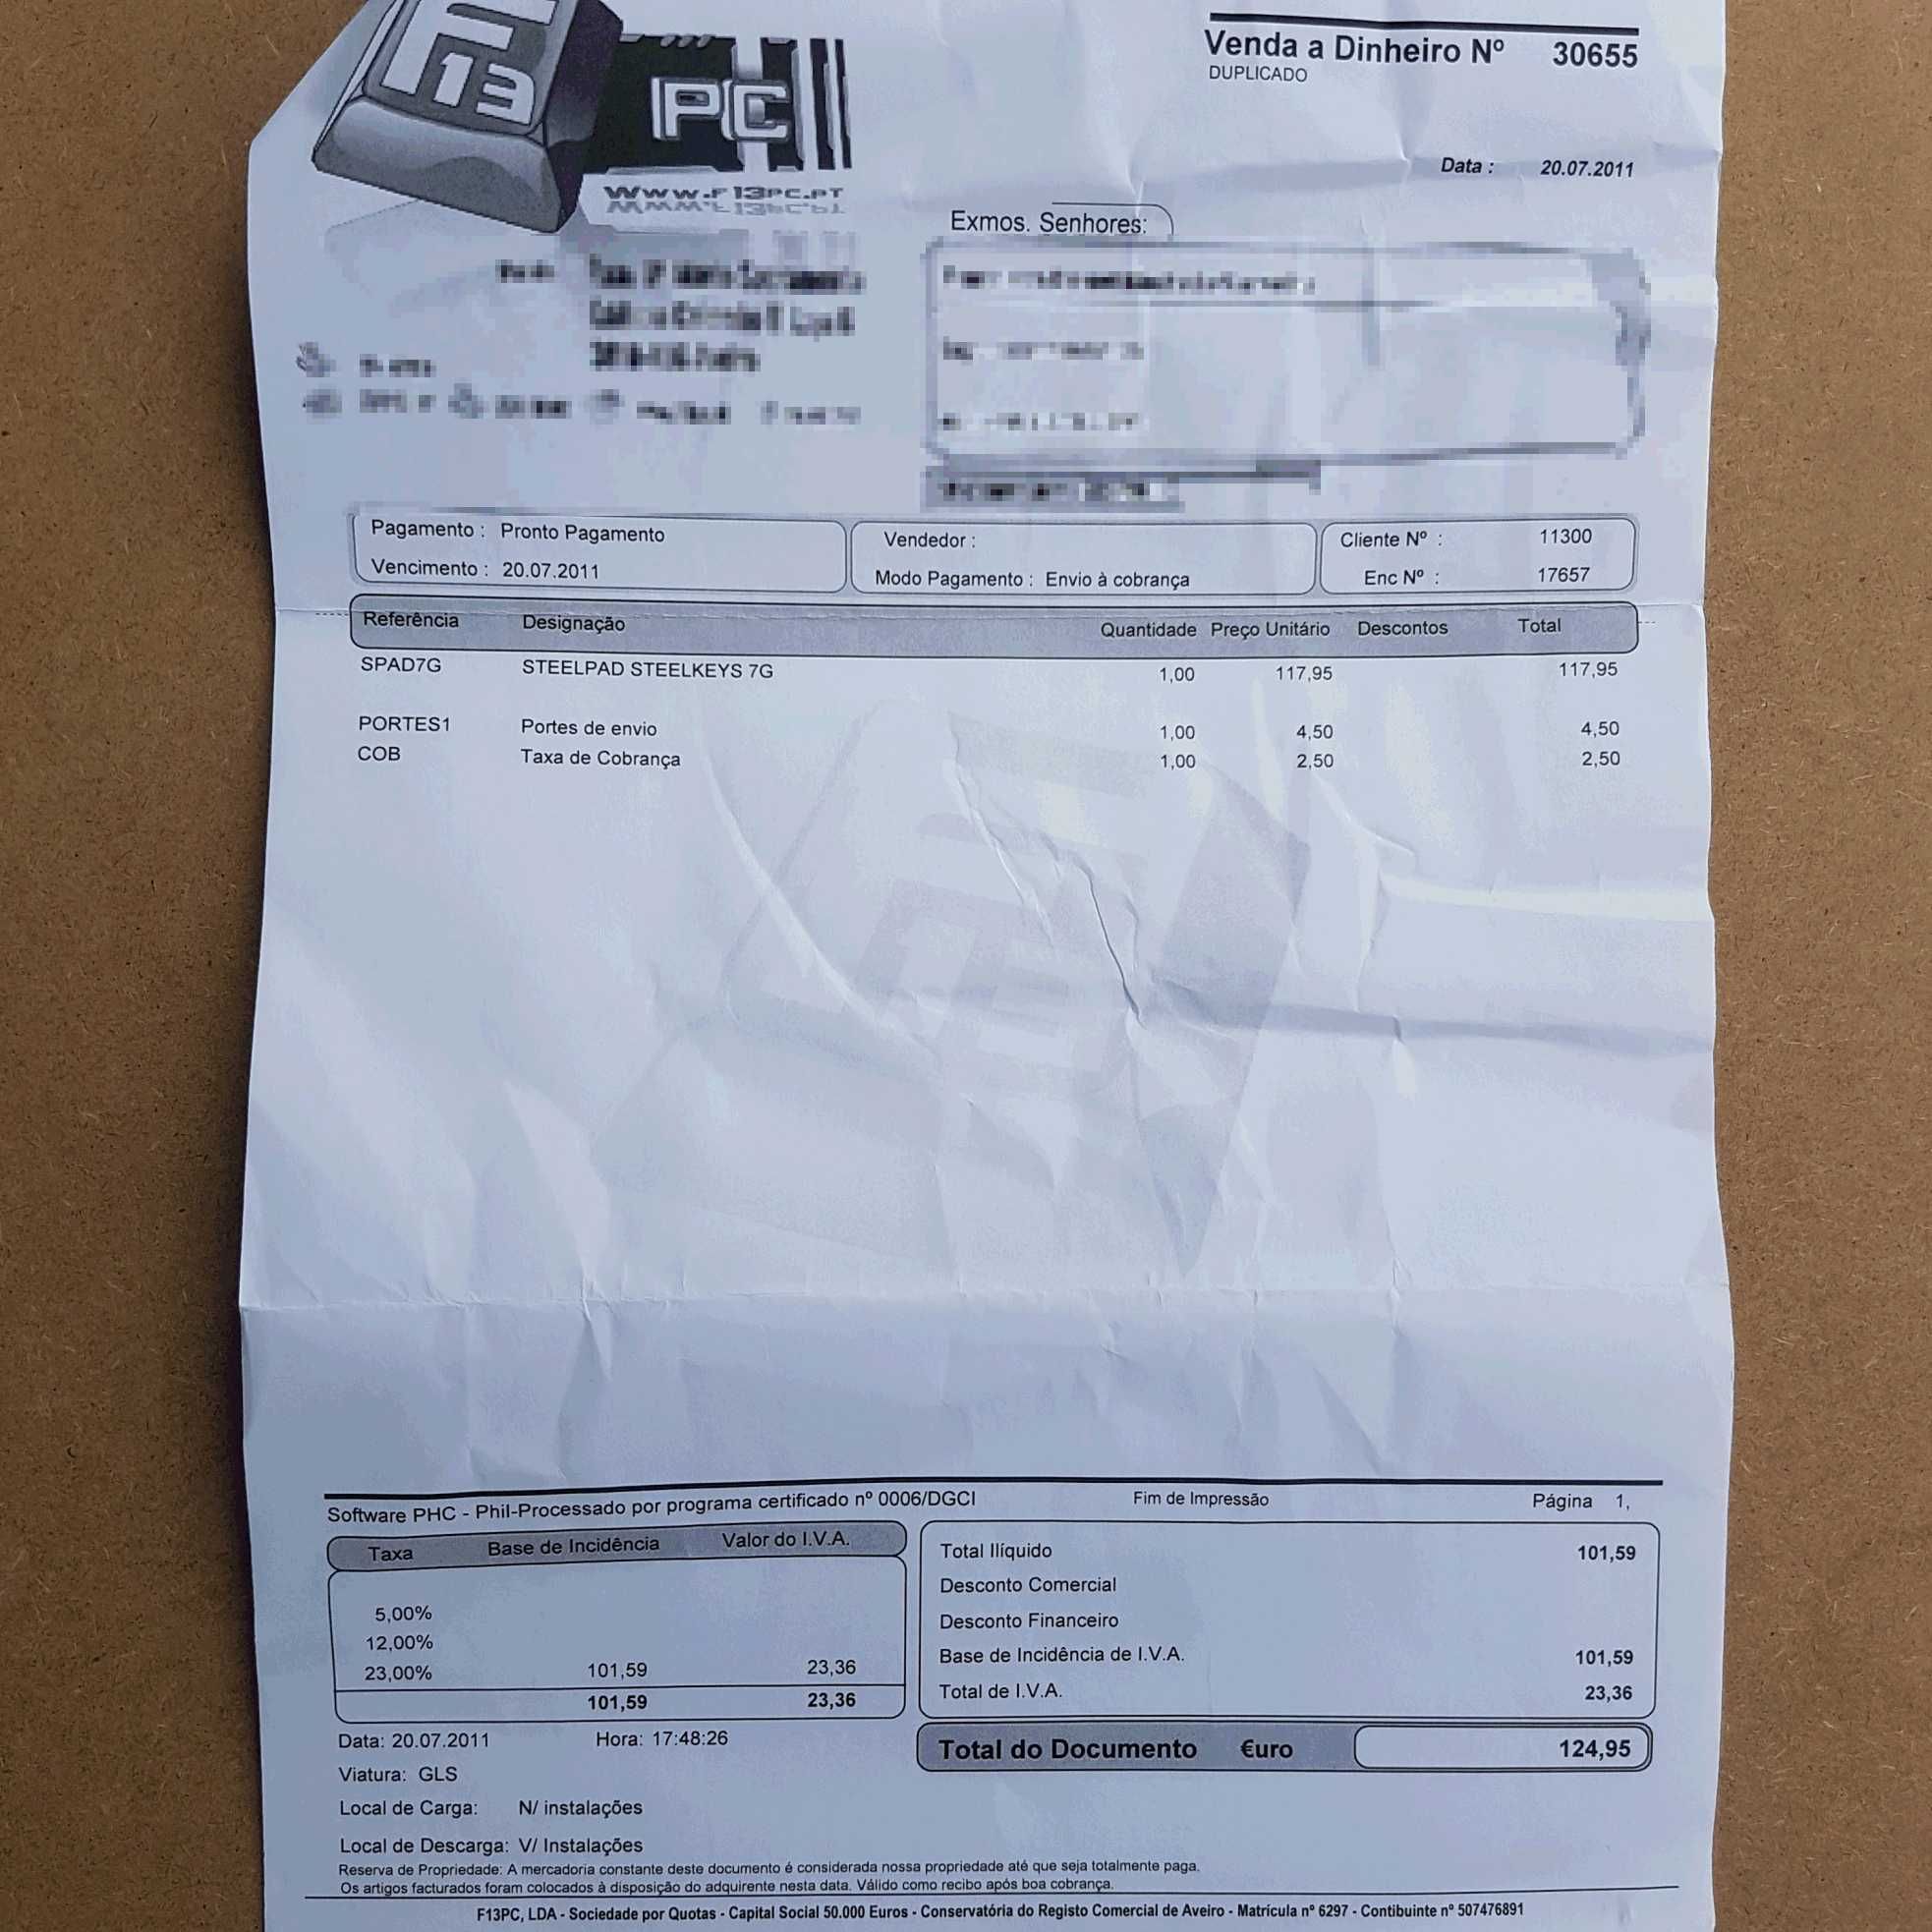 F13
PC
WWW.F13PC.PT
Venda a Dinheiro Nº 30655
DUPLICADO
Data : 20.07.2011
Exmos. Senhores:
Pagamento : Pronto Pagamento
Vencimento : 20.07.2011
Vendedor :
Modo Pagamento : Envio à cobrança
Cliente Nº : 11300
Enc Nº : 17657
Referência Designação Quantidade Preço Unitário Descontos Total
SPAD7G STEELPAD STEELKEYS 7G 1,00 117,95 117,95
PORTES1 Portes de envio 1,00 4,50 4,50
COB Taxa de Cobrança 1,00 2,50 2,50
Software PHC - Phil-Processado por programa certificado nº 0006/DGCI Fim de Impressão Página 1,
Taxa Base de Incidência Valor do I.V.A.
5,00%
12,00%
23,00% 101,59 23,36
101,59 23,36
Total Ilíquido 101,59
Desconto Comercial
Desconto Financeiro
Base de Incidência de I.V.A. 101,59
Total de I.V.A. 23,36
Total do Documento €uro 124,95
Data: 20.07.2011 Hora: 17:48:26
Viatura: GLS
Local de Carga: N/ instalações
Local de Descarga: V/ Instalações
Reserva de Propriedade: A mercadoria constante deste documento é considerada nossa propriedade até que seja totalmente paga.
Os artigos facturados foram colocados à disposição do adquirente nesta data. Válido como recibo após boa cobrança.
F13PC, LDA - Sociedade por Quotas - Capital Social 50.000 Euros - Conservatória do Registo Comercial de Aveiro - Matrícula nº 6297 - Contibuinte nº 507476891